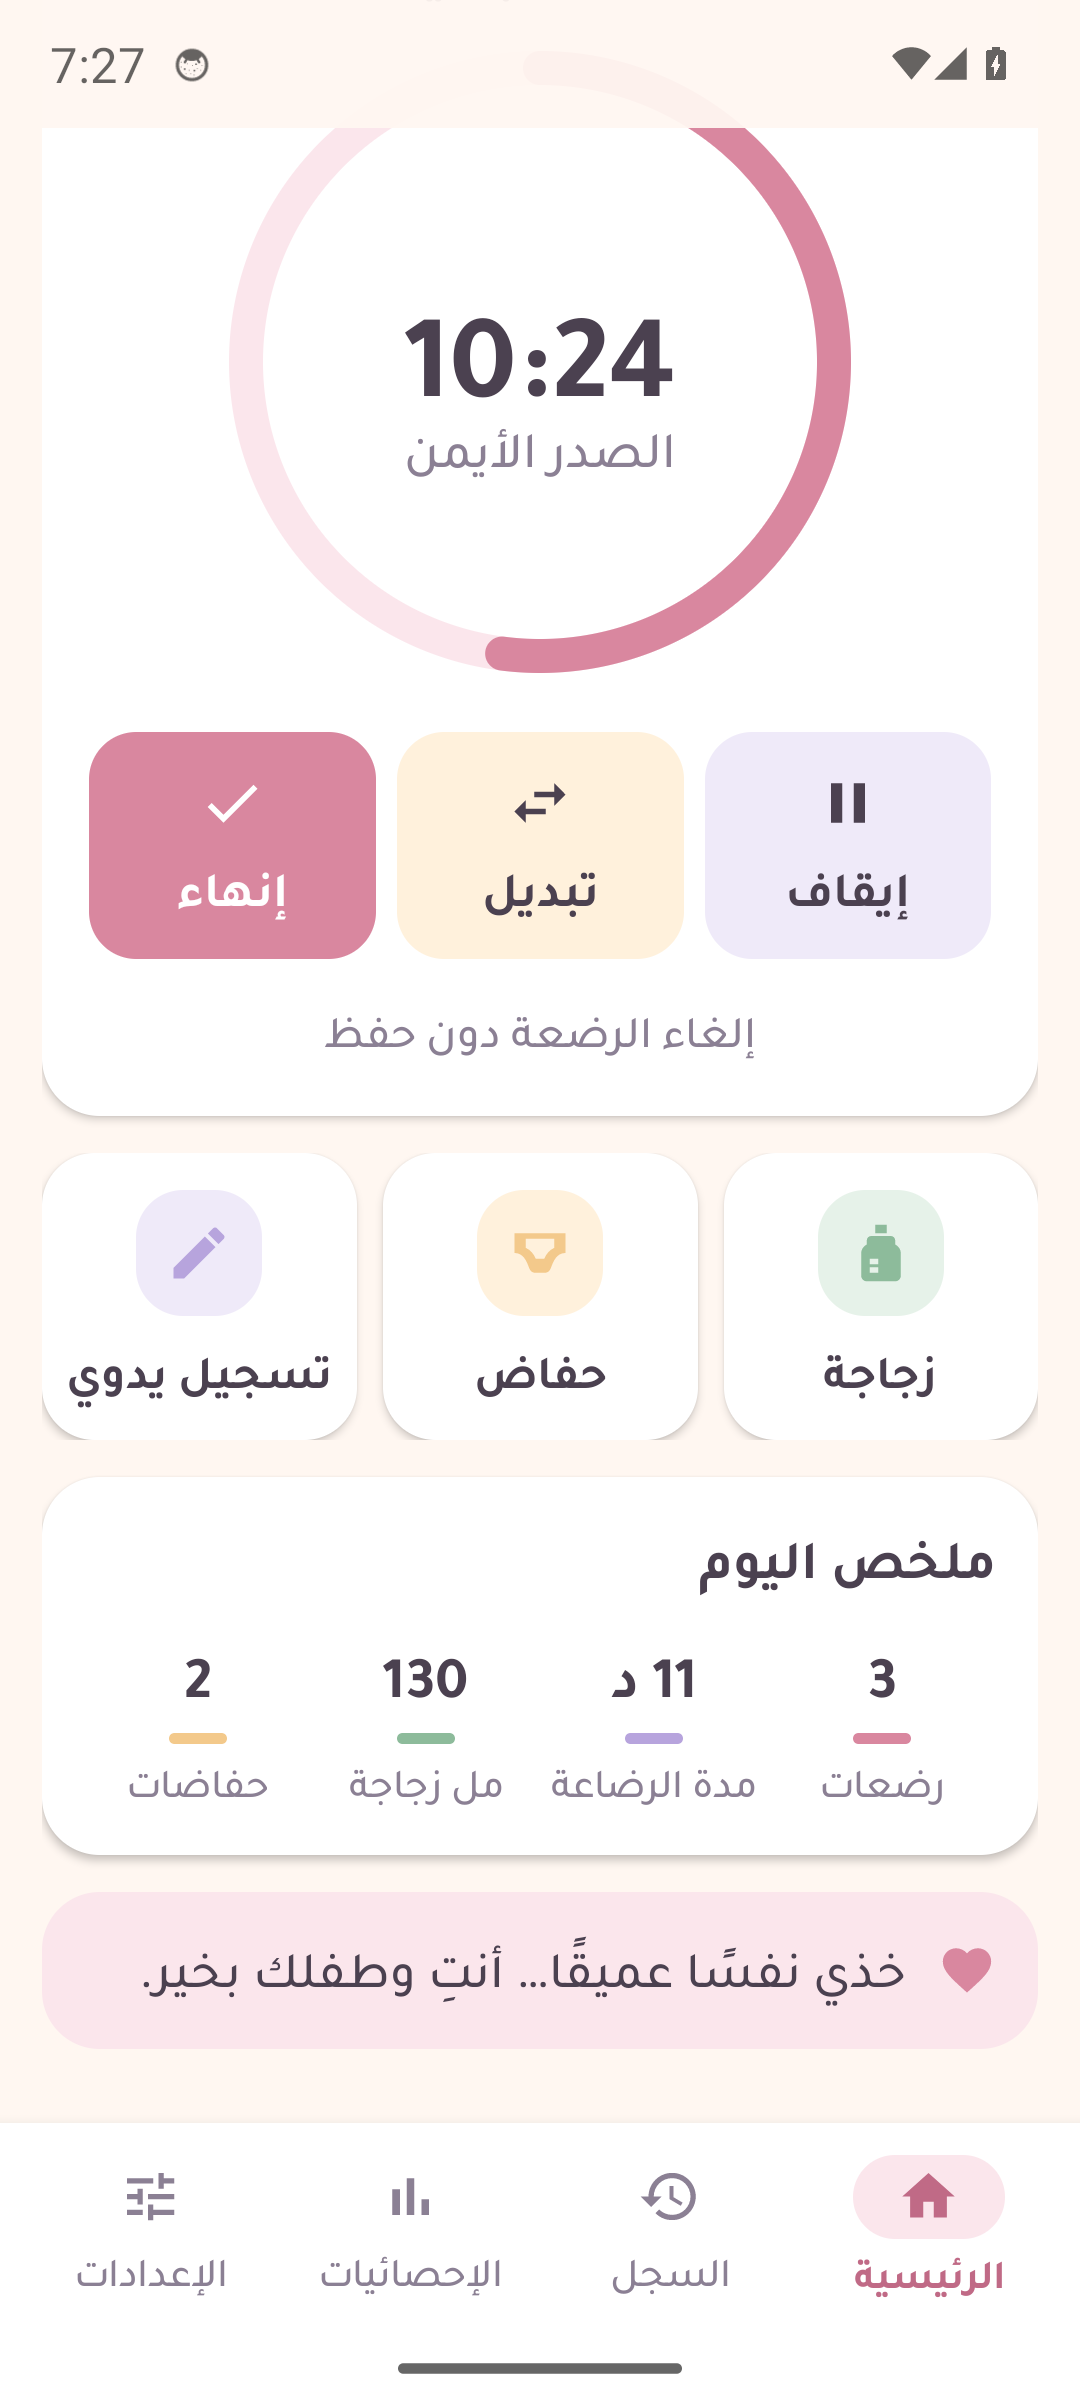 7:27
10:24
الصدر الأيمن
إيقاف
تبديل
إنهاء
إلغاء الرضعة دون حفظ
زجاجة
حفاض
تسجيل يدوي
ملخص اليوم
3
11 د
130
2
رضعات
مدة الرضاعة
مل زجاجة
حفاضات
خذي نفسًا عميقًا... أنتِ وطفلك بخير.
الرئيسية
السجل
الإحصائيات
الإعدادات